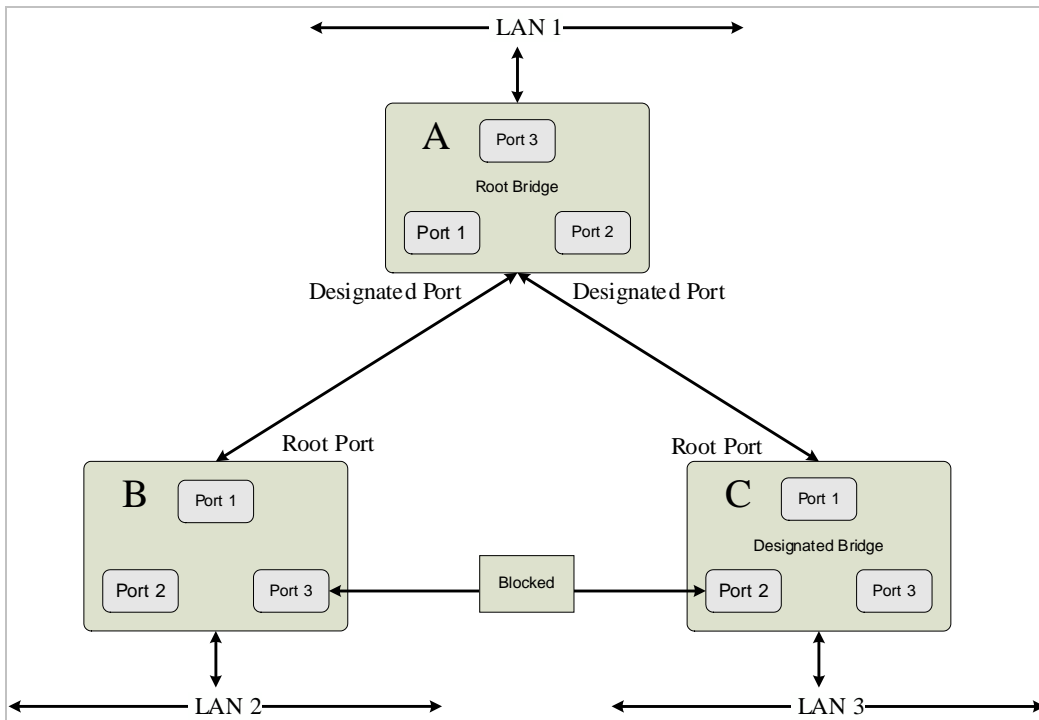 LAN 1
A
Port 3
Root Bridge
Port 1
Port 2
Designated Port
Designated Port
Root Port
Root Port
B
Port 1
C
Port 1
Designated Bridge
Port 2
Port 3
Blocked
Port 2
Port 3
LAN 2
LAN 3